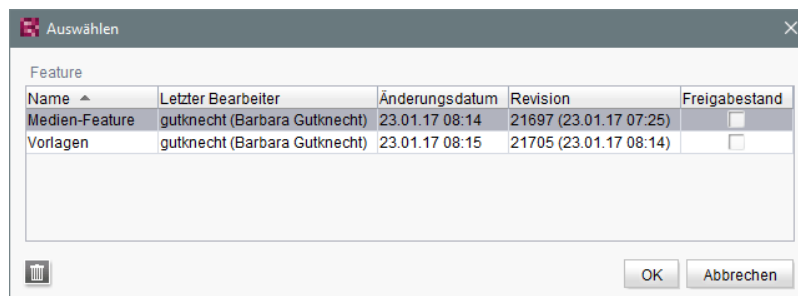 Auswählen
Feature
Name Letzter Bearbeiter Änderungsdatum Revision Freigabestand
Medien-Feature gutknecht (Barbara Gutknecht) 23.01.17 08:14 21697 (23.01.17 07:25)
Vorlagen gutknecht (Barbara Gutknecht) 23.01.17 08:15 21705 (23.01.17 08:14)
OK Abbrechen